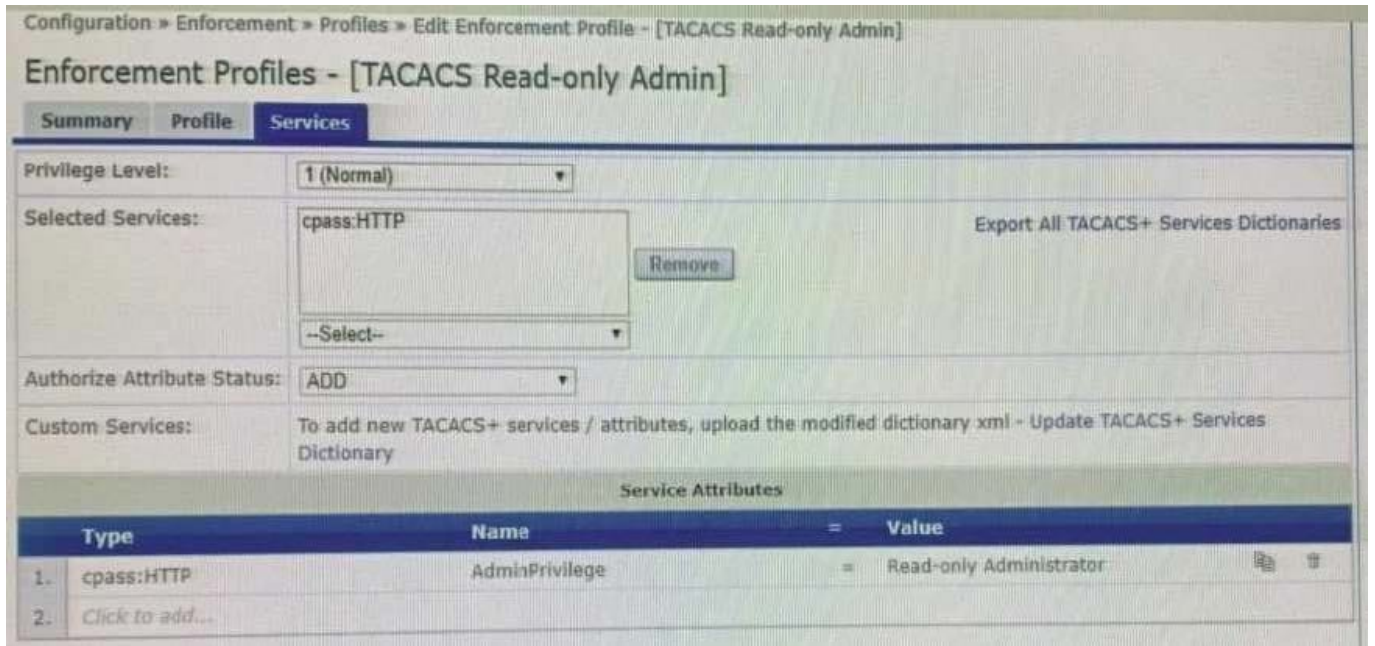 Configuration » Enforcement » Profiles » Edit Enforcement Profile - [TACACS Read-only Admin]
Enforcement Profiles - [TACACS Read-only Admin]
Summary Profile Services
Privilege Level: 1 (Normal)
Selected Services: cpass:HTTP Export All TACACS+ Services Dictionaries
Remove
--Select--
Authorize Attribute Status: ADD
Custom Services: To add new TACACS+ services / attributes, upload the modified dictionary xml - Update TACACS+ Services
Dictionary
Service Attributes
Type Name = Value
1. cpass:HTTP AdminPrivilege = Read-only Administrator
2. Click to add...